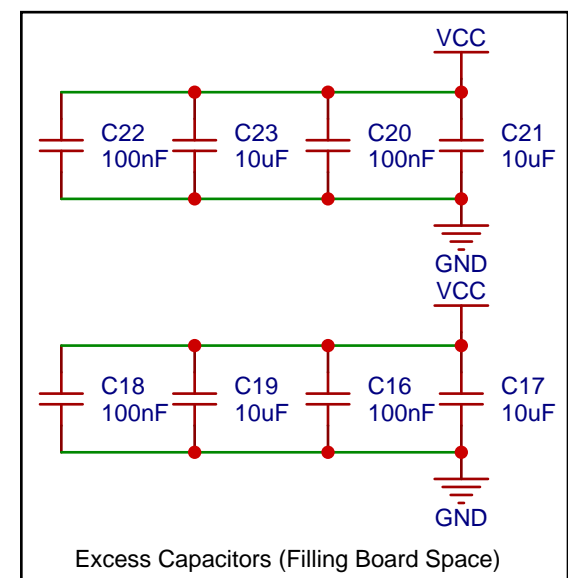 VCC
C22 C23 C20 C21
100nF 10uF 100nF 10uF
GND
VCC
C18 C19 C16 C17
100nF 10uF 100nF 10uF
GND
Excess Capacitors (Filling Board Space)